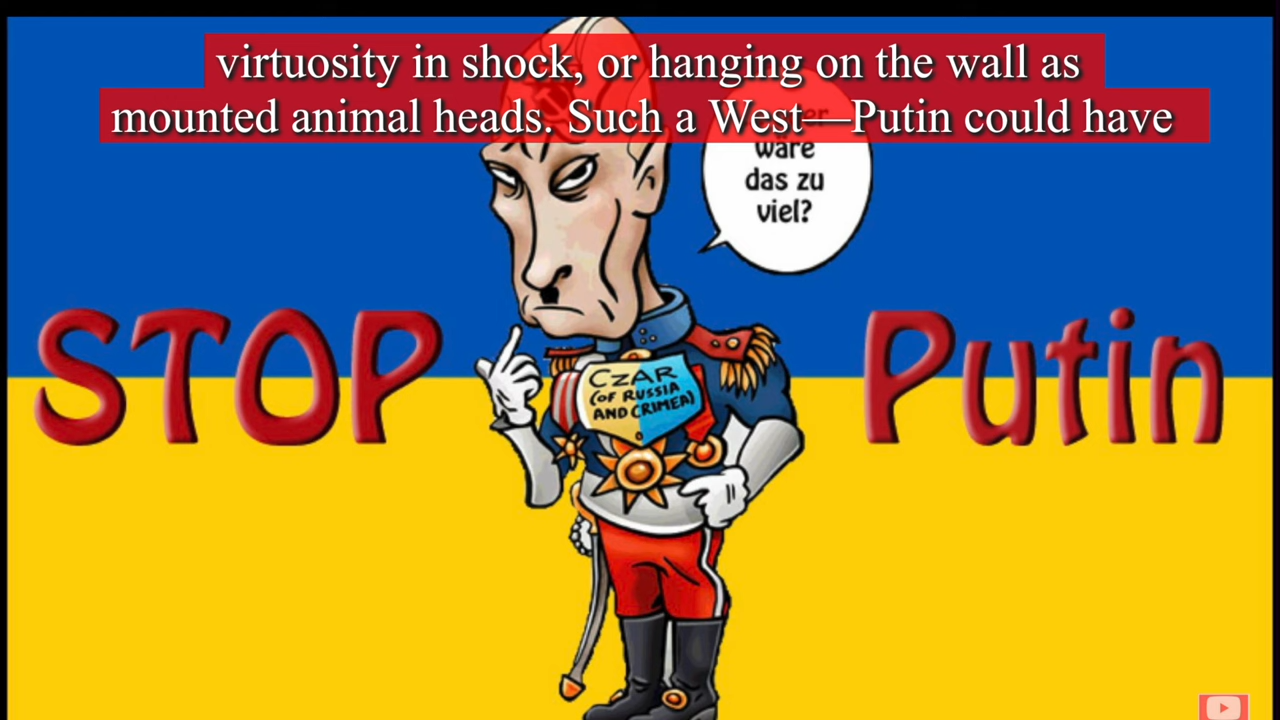 virtuosity in shock, or hanging on the wall as
mounted animal heads. Such a West—Putin could have
wäre
das zu
viel?
STOP
Putin
CZAR
(OF RUSSIA
AND CRIMEA)